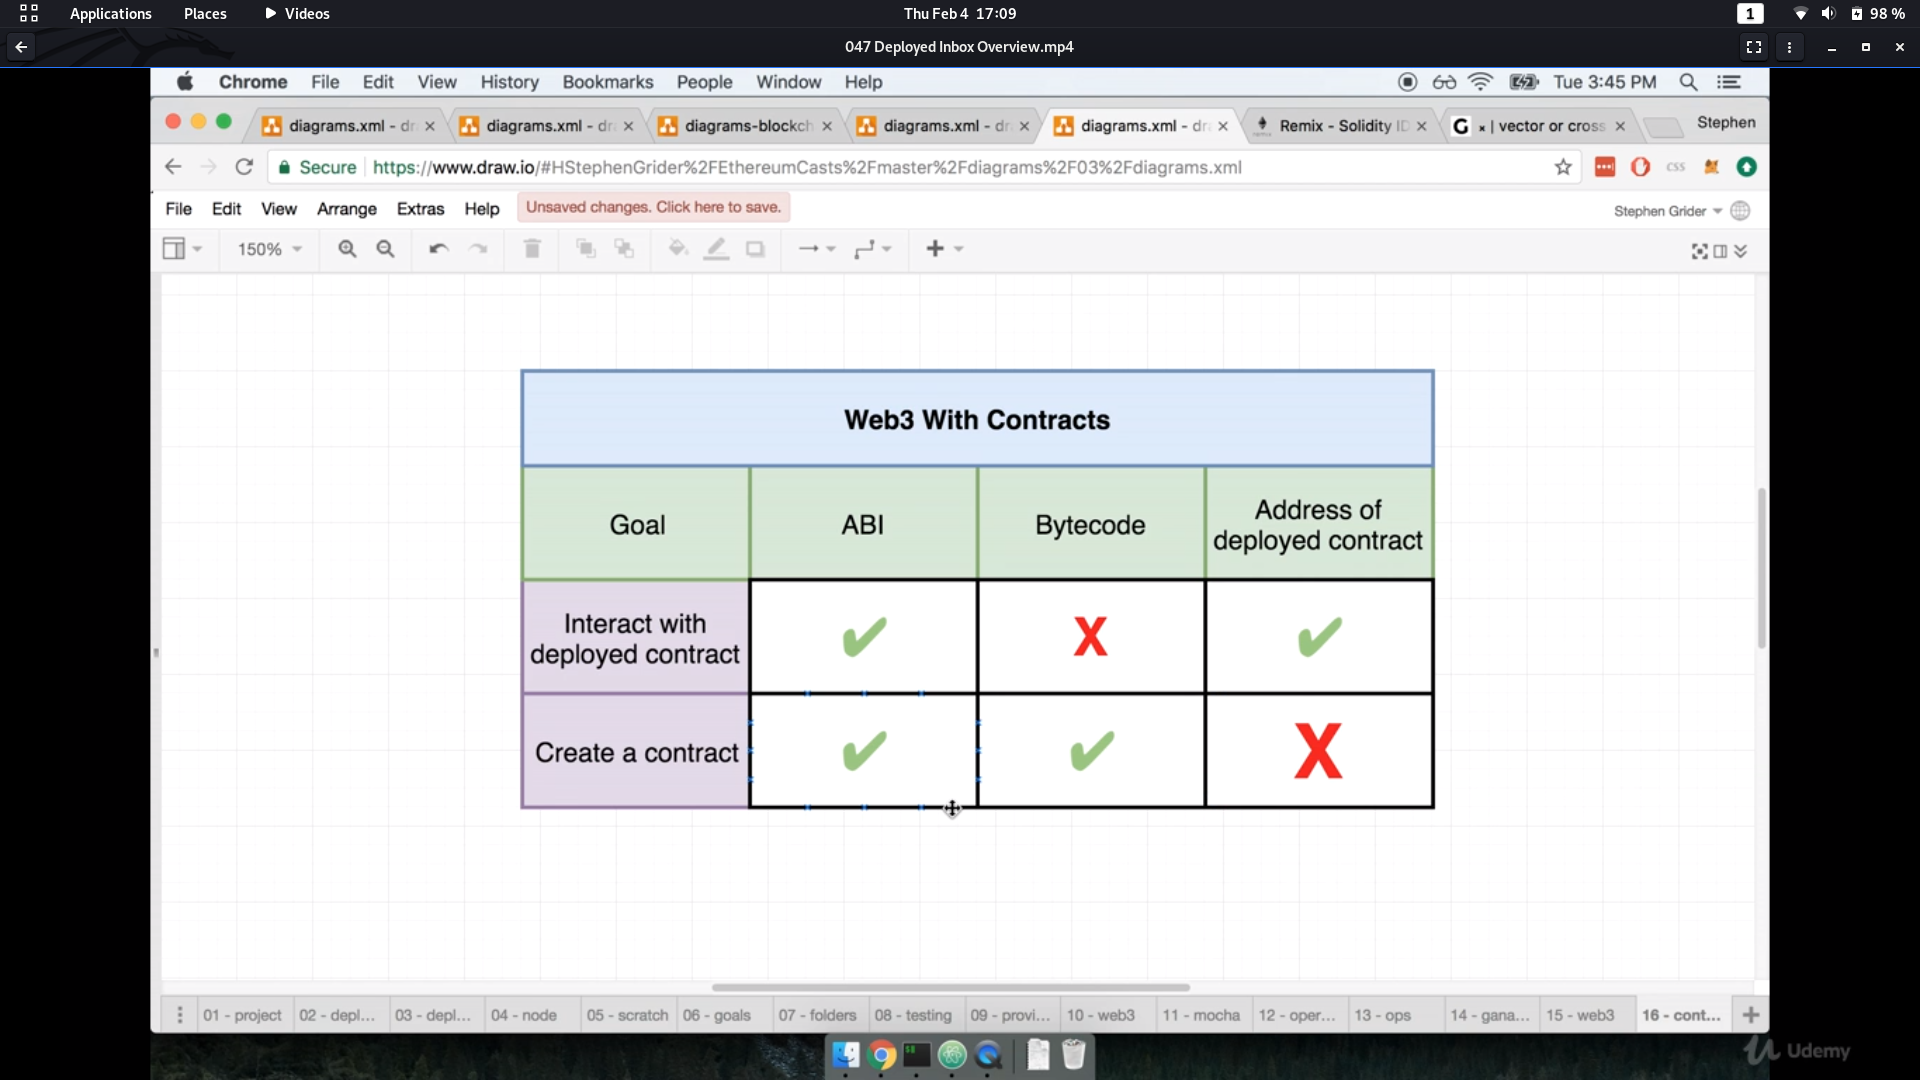 Applications Places Videos Thu Feb 4 17:09 1 98 %
047 Deployed Inbox Overview.mp4
Chrome File Edit View History Bookmarks People Window Help Tue 3:45 PM
diagrams.xml - dr diagrams.xml - dra diagrams-blockch diagrams.xml - dr diagrams.xml - dr Remix - Solidity ID G x | vector or cross Stephen
Secure https://www.draw.io/#HStephenGrider%2FEthereumCasts%2Fmaster%2Fdiagrams%2F03%2Fdiagrams.xml CSS
File Edit View Arrange Extras Help Unsaved changes. Click here to save. Stephen Grider
150%
Web3 With Contracts
Goal ABI Bytecode Address of
deployed contract
Interact with
deployed contract X
Create a contract X
01 - project 02 - depl... 03 - depl... 04 - node 05 - scratch 06 - goals 07 - folders 08 - testing 09 - provi... 10 - web3 11 - mocha 12 - oper... 13 - ops 14 - gana... 15 - web3 16 - cont...
Udemy